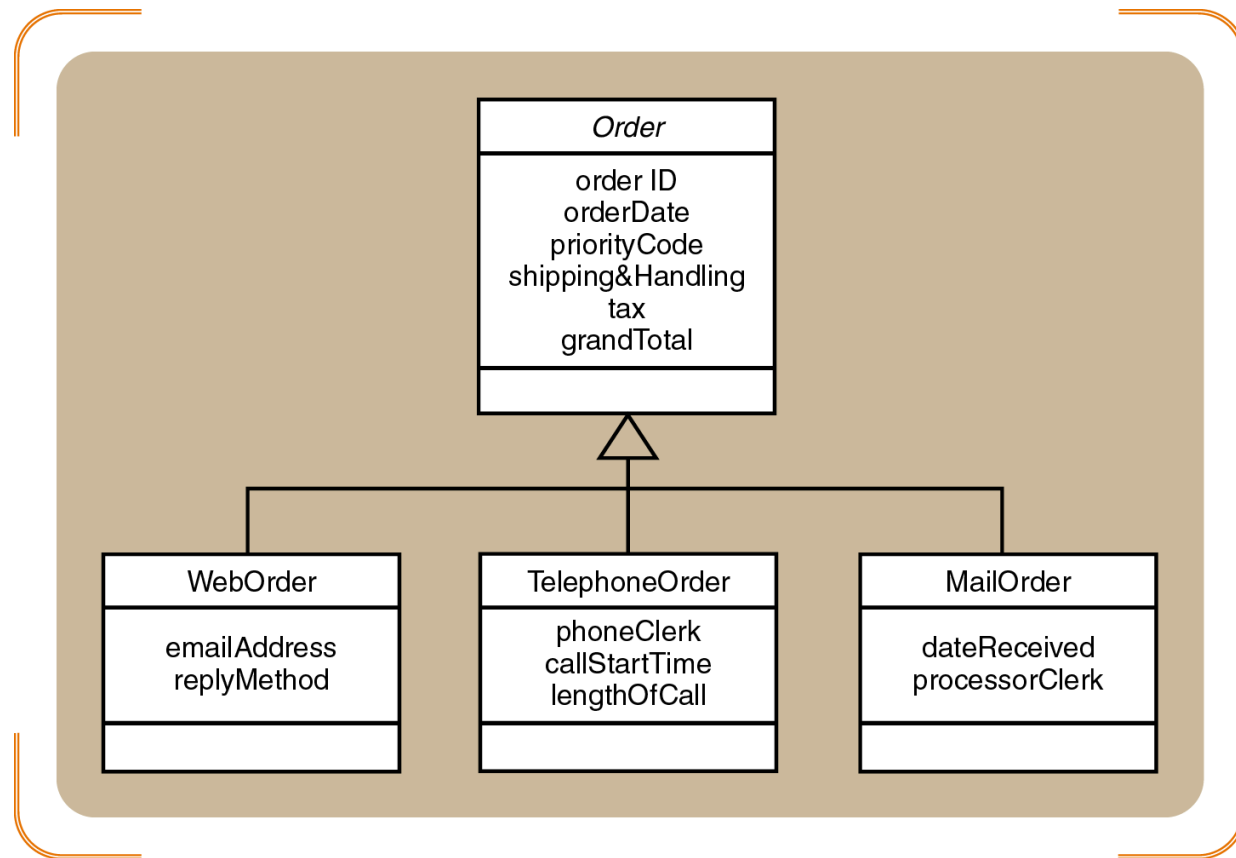 Order
order ID
orderDate
priorityCode
shipping&Handling
tax
grandTotal
WebOrder
emailAddress
replyMethod
TelephoneOrder
phoneClerk
callStartTime
lengthOfCall
MailOrder
dateReceived
processorClerk